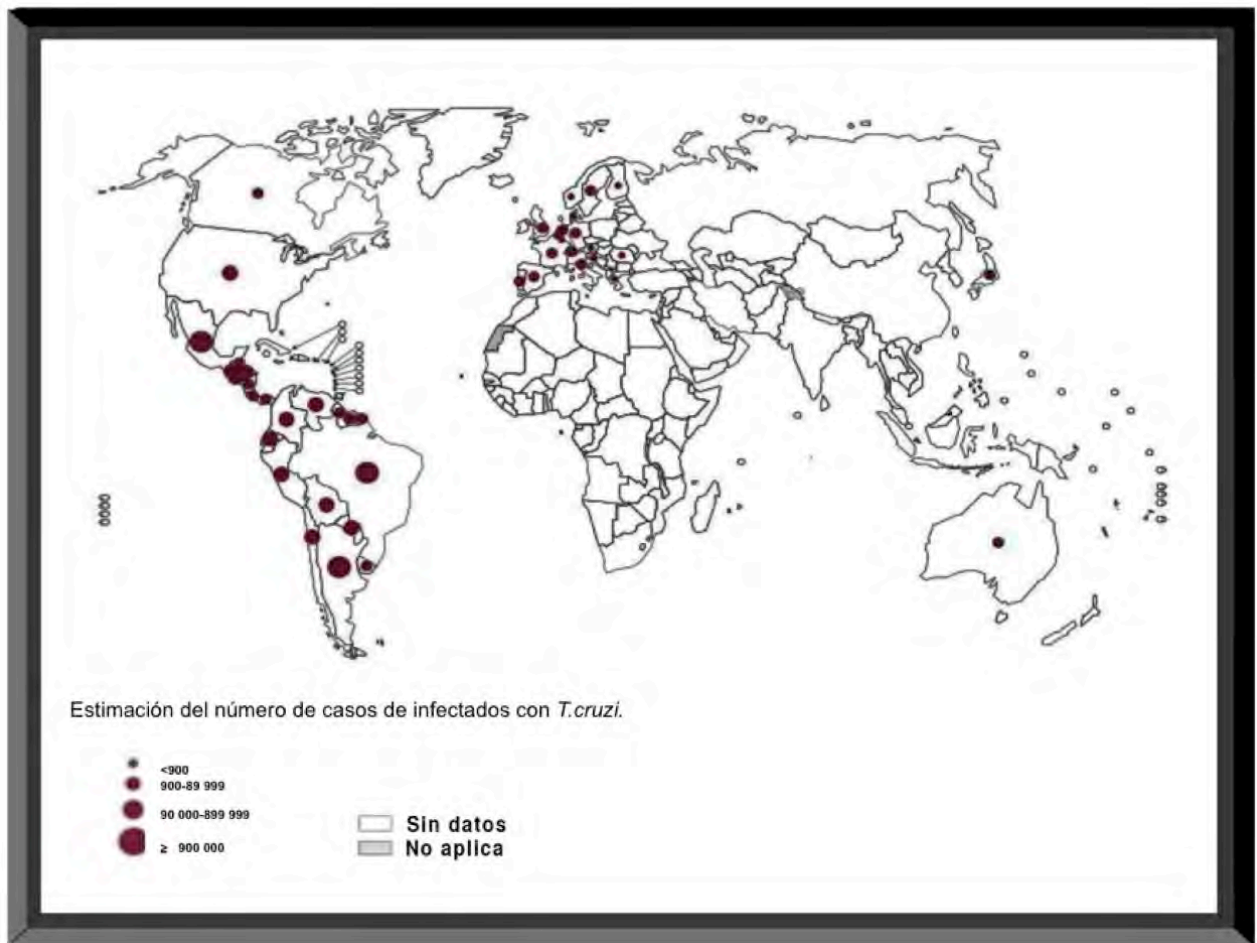 Estimación del número de casos de infectados con T.cruzi.
<900
900-89 999
90 000-899 999
≥ 900 000
Sin datos
No aplica